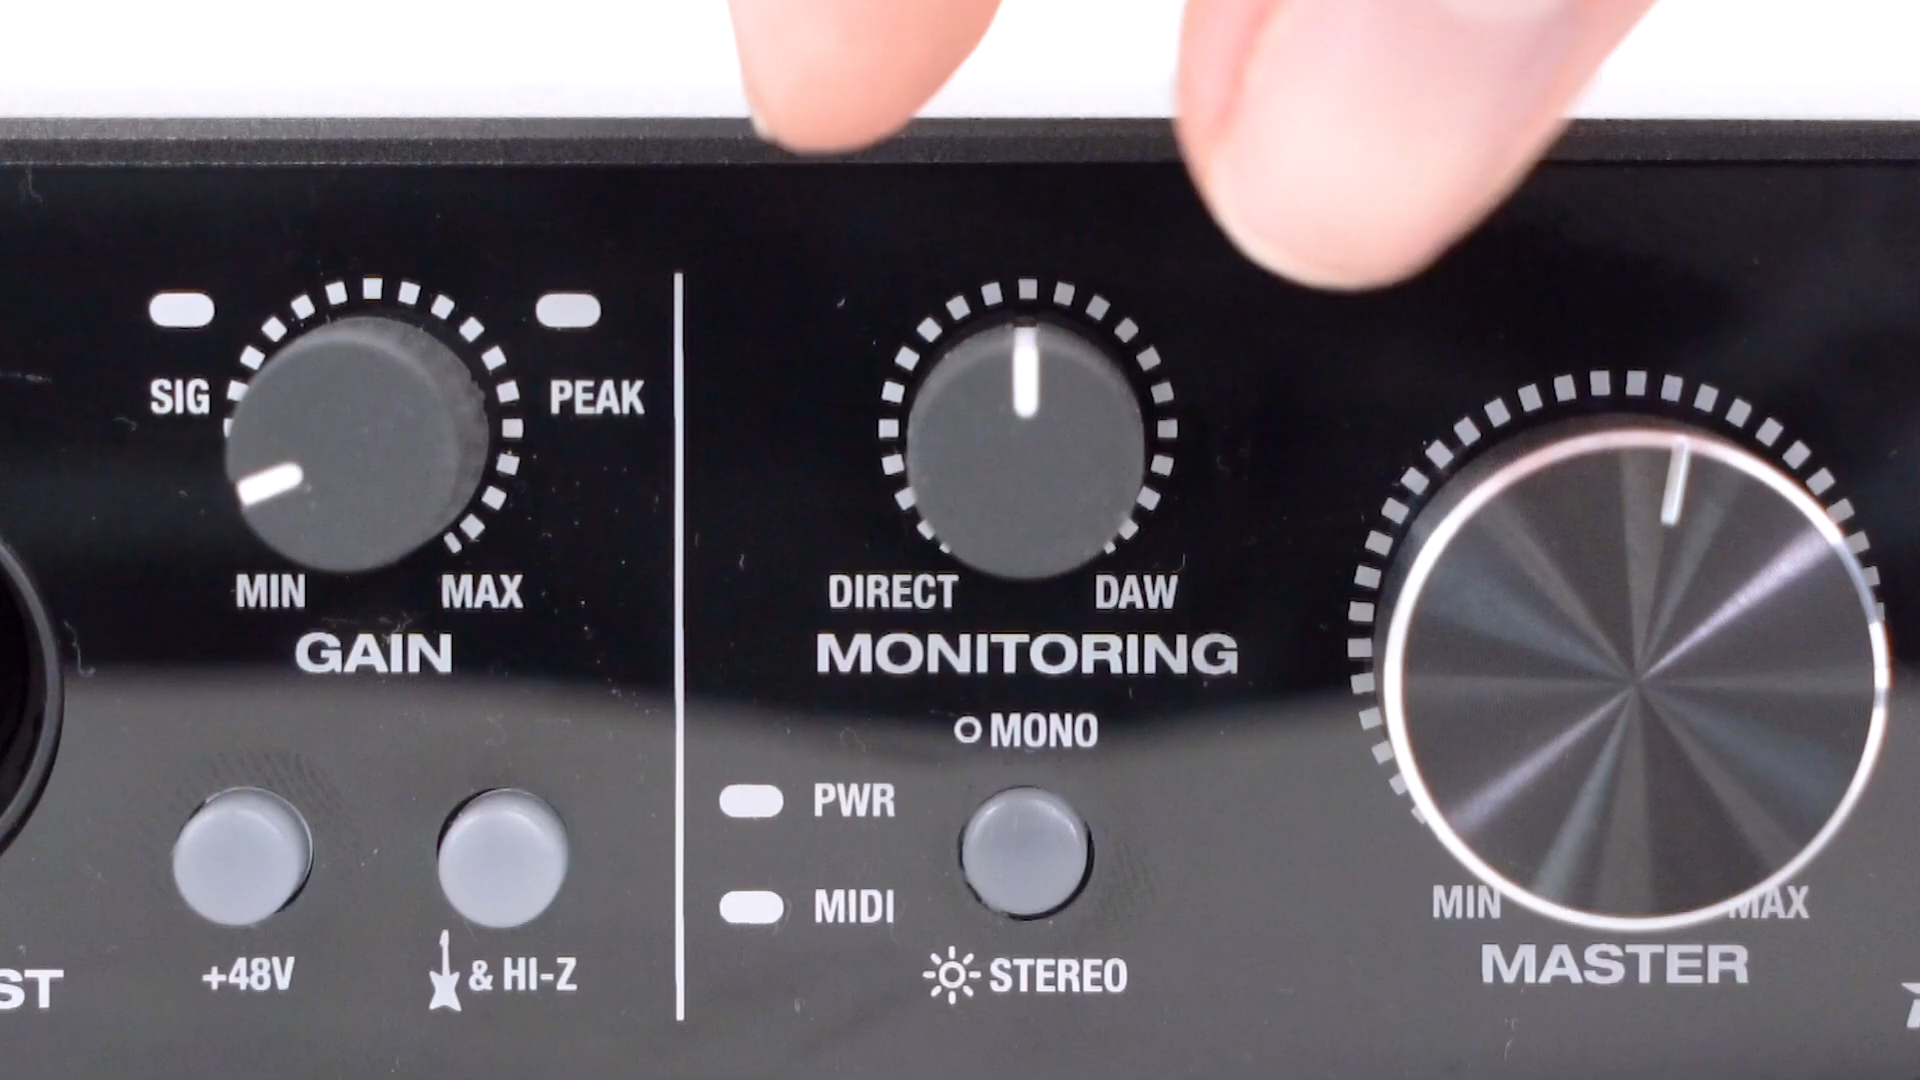 SIG
PEAK
MIN MAX
GAIN
+48V
& HI-Z
DIRECT DAW
MONITORING
MONO
PWR
MIDI
STEREO
MIN MAX
MASTER
ST